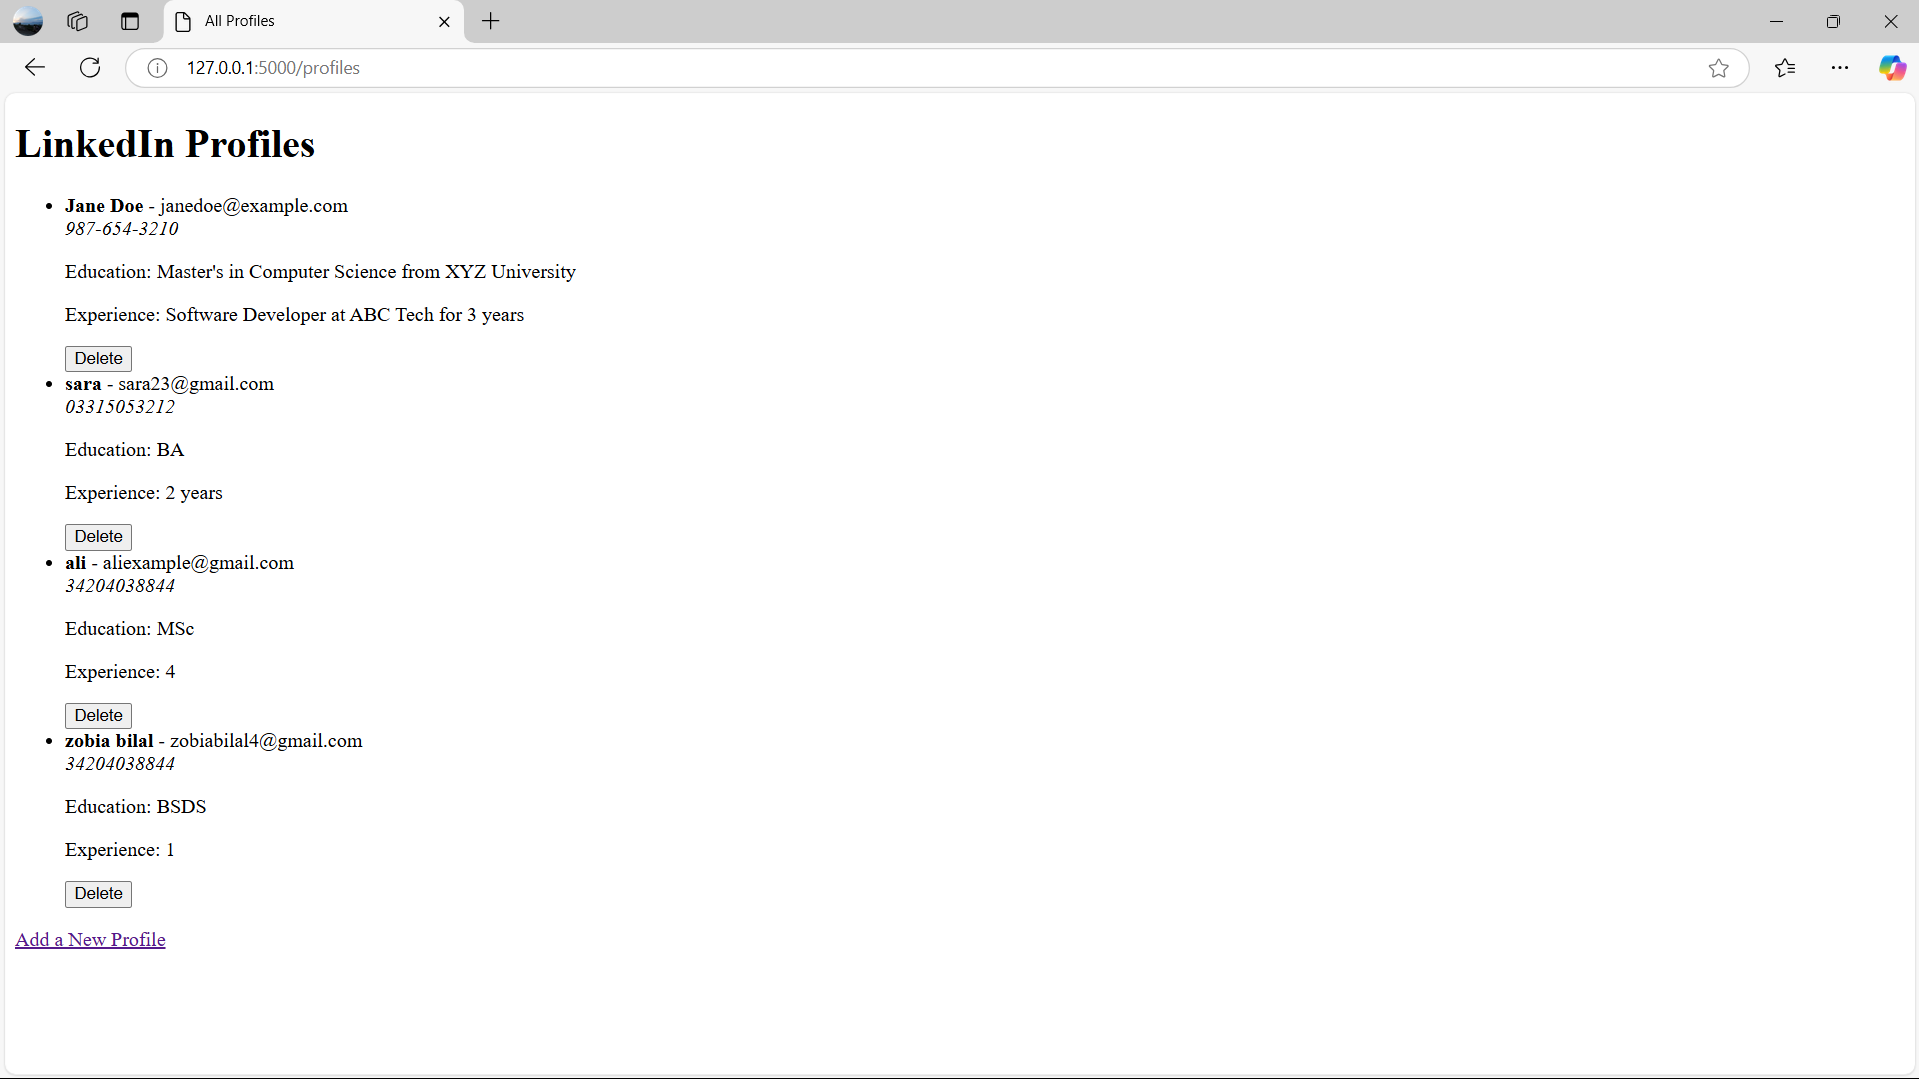 All Profiles
127.0.0.1:5000/profiles
LinkedIn Profiles
Jane Doe - janedoe@example.com
987-654-3210
Education: Master's in Computer Science from XYZ University
Experience: Software Developer at ABC Tech for 3 years
Delete
sara - sara23@gmail.com
03315053212
Education: BA
Experience: 2 years
Delete
ali - aliexample@gmail.com
34204038844
Education: MSc
Experience: 4
Delete
zobia bilal - zobiabilal4@gmail.com
34204038844
Education: BSDS
Experience: 1
Delete
Add a New Profile